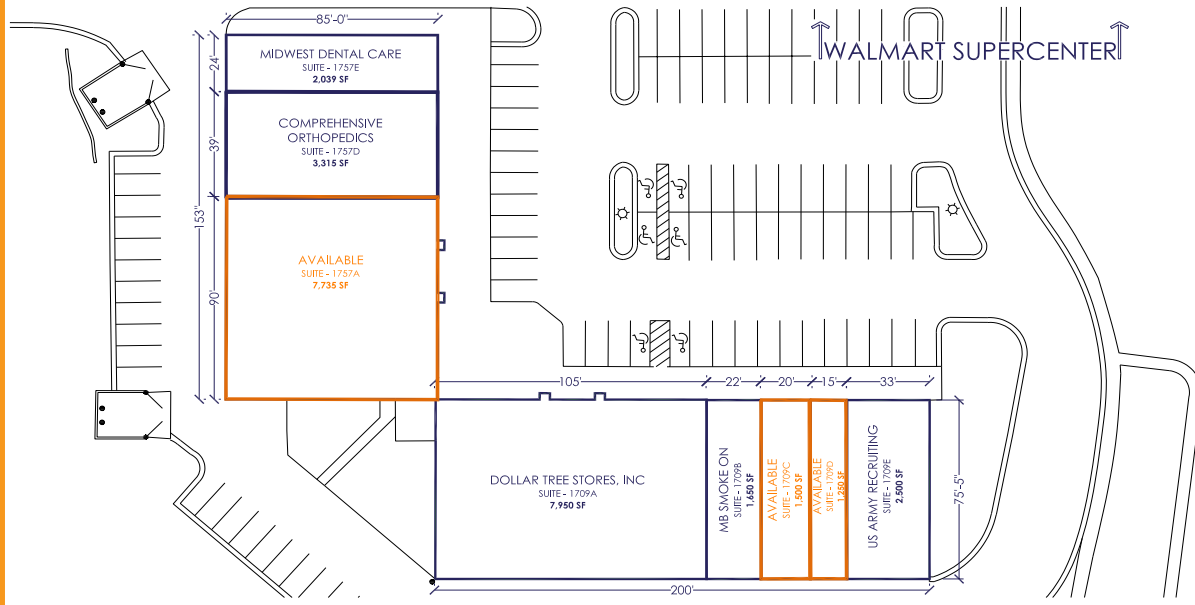 85'-0"
WALMART SUPERCENTER
24'
MIDWEST DENTAL CARE
SUITE - 1757E
2,039 SF
39'
COMPREHENSIVE
ORTHOPEDICS
SUITE - 1757D
3,315 SF
153"
90'
AVAILABLE
SUITE - 1757A
7,735 SF
105'
22'
20'
15'
33'
DOLLAR TREE STORES, INC
SUITE - 1709A
7,950 SF
MB SMOKE ON
SUITE - 1709B
1,650 SF
AVAILABLE
SUITE - 1709C
1,500 SF
AVAILABLE
SUITE - 1709D
1,250 SF
US ARMY RECRUITING
SUITE - 1709E
2,500 SF
75'-5"
200'